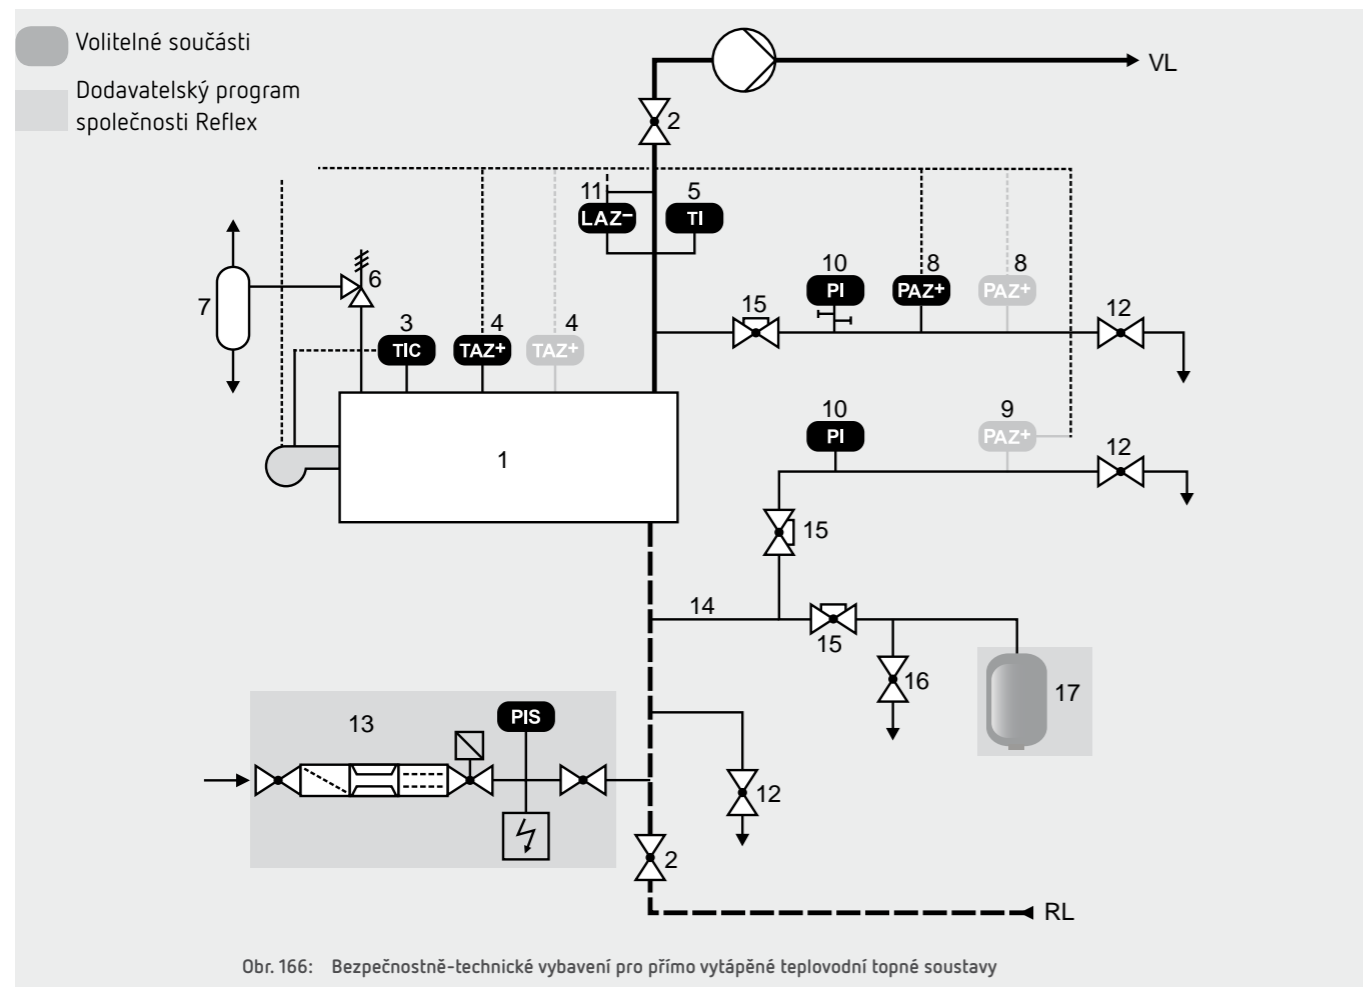 Volitelné součásti
Dodavatelský program
společnosti Reflex
VL
2
11
5
LAZ−
TI
10
8
8
6
PI
PAZ+
PAZ+
7
15
12
3
4
4
TIC
TAZ+
TAZ+
10
9
PI
PAZ+
12
1
15
14
15
16
17
13
PIS
12
2
RL
Obr. 166: Bezpečnostně-technické vybavení pro přímo vytápěné teplovodní topné soustavy